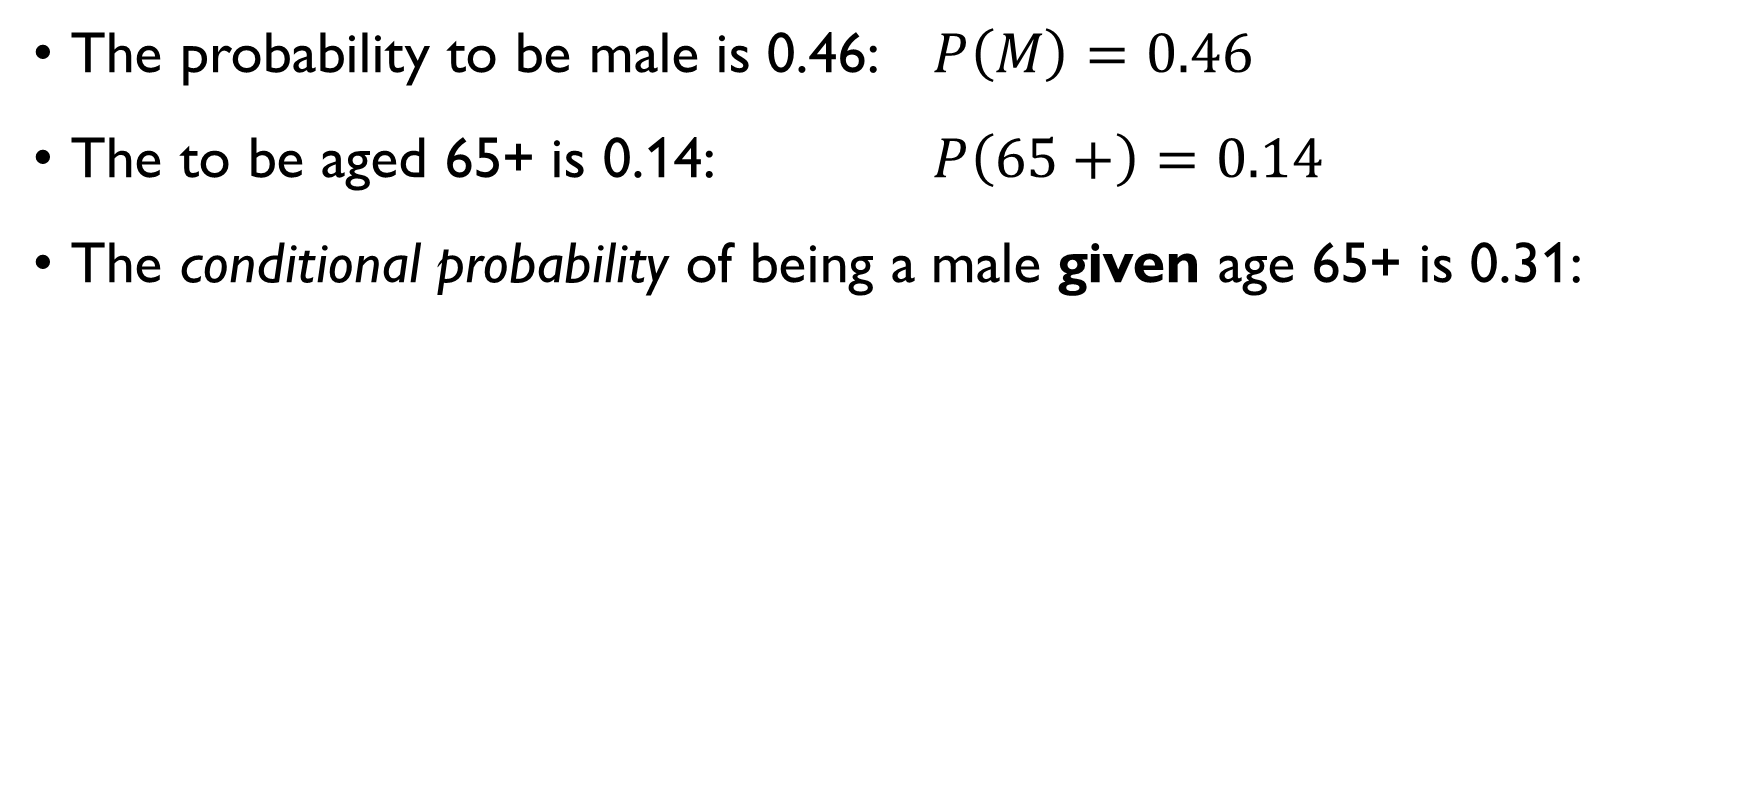 • The probability to be male is 0.46: P(M) = 0.46
• The to be aged 65+ is 0.14: P(65 +) = 0.14
• The conditional probability of being a male given age 65+ is 0.31: